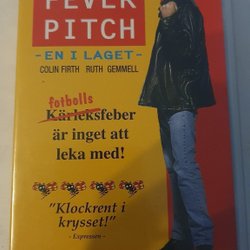 FEVER
PITCH
- EN I LAGET -
COLIN FIRTH RUTH GEMMELL
fotbolls
Kärleksfeber
är inget att
leka med!
"Klockrent i
krysset!"
- Expressen -